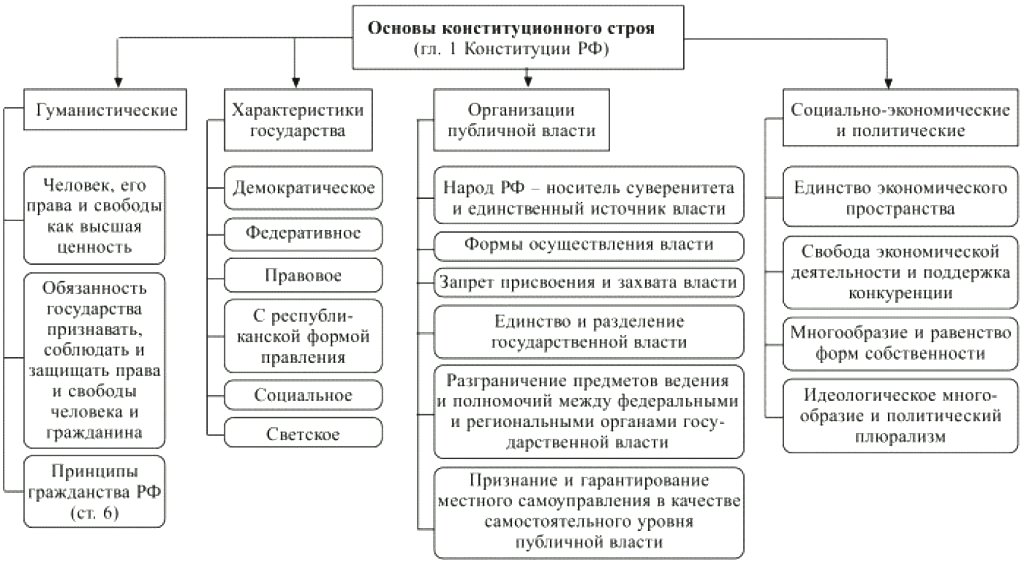 Основы конституционного строя
(гл. 1 Конституции РФ)
Гуманистические
Человек, его
права и свободы
как высшая
ценность
Обязанность
государства
признавать,
соблюдать и
защищать права
и свободы
человека и
гражданина
Принципы
гражданства РФ
(ст. 6)
Характеристики
государства
Демократическое
Федеративное
Правовое
С республи-
канской формой
правления
Социальное
Светское
Организации
публичной власти
Народ РФ – носитель суверенитета
и единственный источник власти
Формы осуществления власти
Запрет присвоения и захвата власти
Единство и разделение
государственной власти
Разграничение предметов ведения
и полномочий между федеральными
и региональными органами госу-
дарственной власти
Признание и гарантирование
местного самоуправления в качестве
самостоятельного уровня
публичной власти
Социально-экономические
и политические
Единство экономического
пространства
Свобода экономической
деятельности и поддержка
конкуренции
Многообразие и равенство
форм собственности
Идеологическое много-
образие и политический
плюрализм